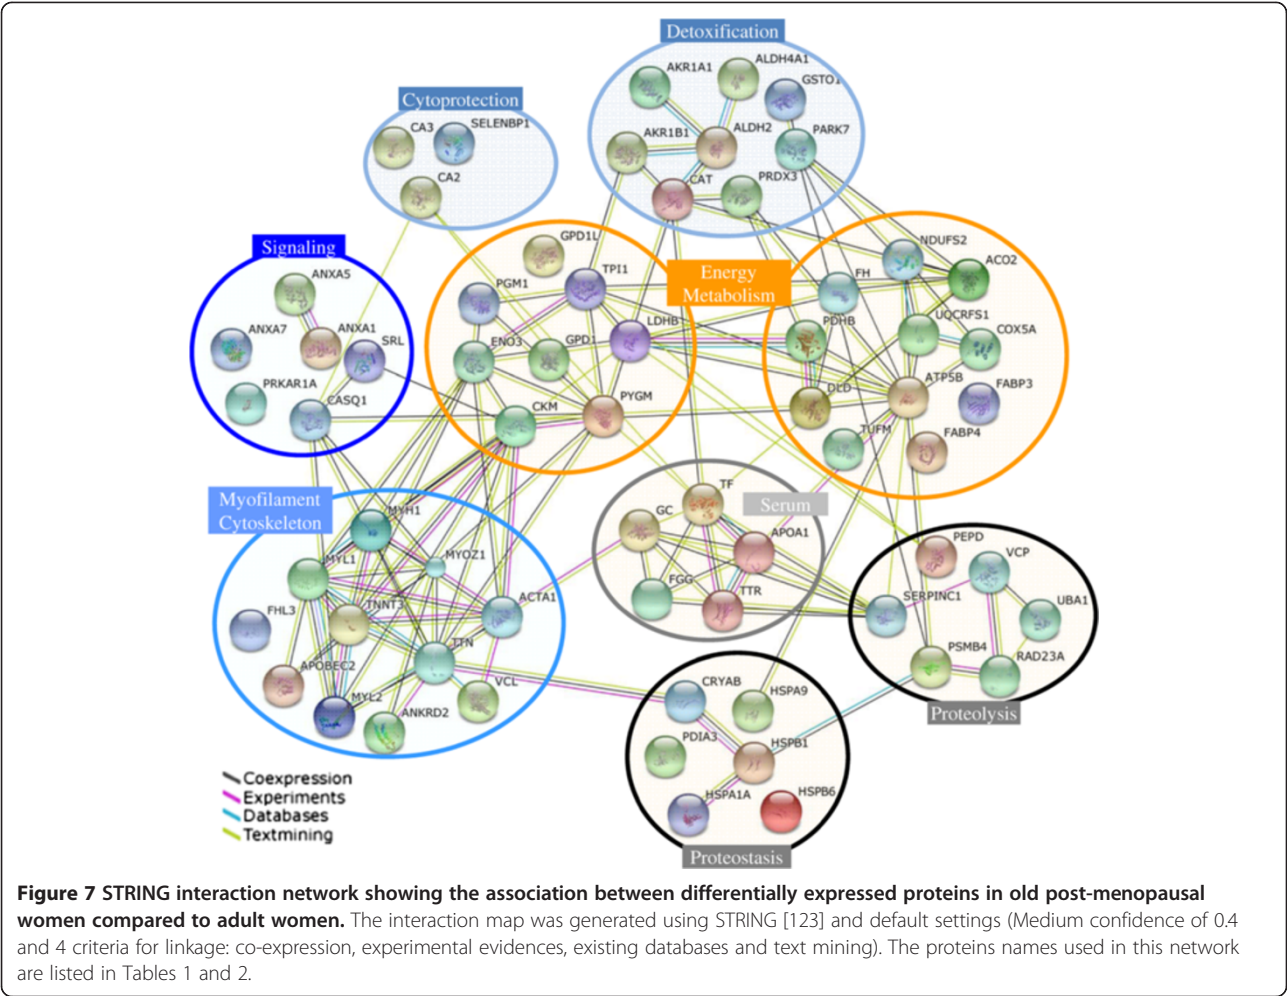 Detoxification
AKR1A1
ALDH4A1
GSTO1
AKR1B1
ALDH2
PARK7
CAT
PRDX3
Cytoprotection
CA3
SELENBP1
CA2
Signaling
ANXA5
ANXA7
ANXA1
SRL
PRKAR1A
CASQ1
Energy
Metabolism
GPD1L
PGM1
TPI1
LDHB
ENO3
GPD1
CKM
PYGM
NDUFS2
FH
ACO2
UQCRFS1
PDHB
COX5A
DLD
ATP5B
FABP3
TUFM
FABP4
Myofilament
Cytoskeleton
MYH1
MYL1
MYOZ1
TNNT3
ACTA1
FHL3
TTN
APOBEC2
MYL2
VCL
ANKRD2
Serum
TF
GC
APOA1
FGG
TTR
PEPD
VCP
SERPINC1
UBA1
PSMB4
RAD23A
Proteolysis
CRYAB
HSPA9
PDIA3
HSPB1
HSPA1A
HSPB6
Proteostasis
Coexpression
Experiments
Databases
Textmining
Figure 7 STRING interaction network showing the association between differentially expressed proteins in old post-menopausal
women compared to adult women. The interaction map was generated using STRING [123] and default settings (Medium confidence of 0.4
and 4 criteria for linkage: co-expression, experimental evidences, existing databases and text mining). The proteins names used in this network
are listed in Tables 1 and 2.